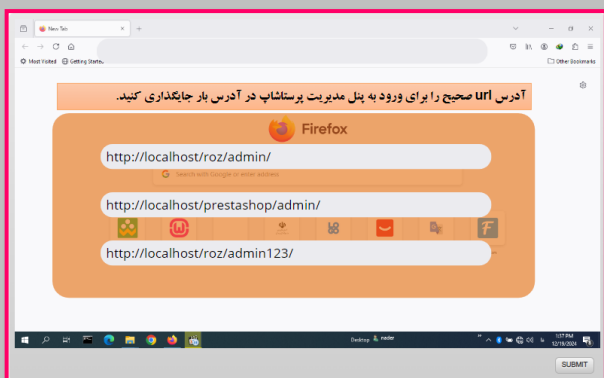 New Tab
Most Visited Getting Started
Other Bookmarks
آدرس url صحیح را برای ورود به پنل مدیریت پرستاشاپ در آدرس بار جایگذاری کنید.
Firefox
http://localhost/roz/admin/
Search with Google or enter address
http://localhost/prestashop/admin/
http://localhost/roz/admin123/
Desktop nader
1:17 PM
12/19/2024
SUBMIT